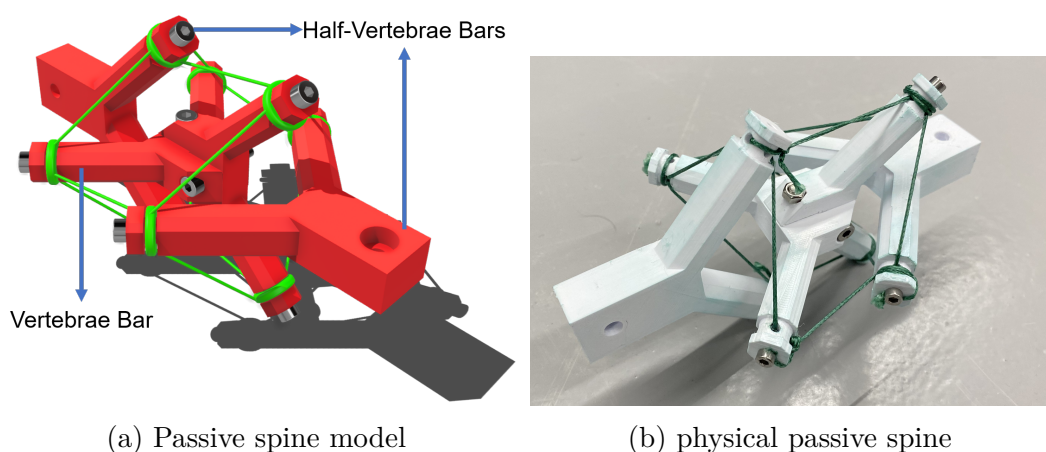 Half-Vertebrae Bars
Vertebrae Bar
(a) Passive spine model
(b) physical passive spine